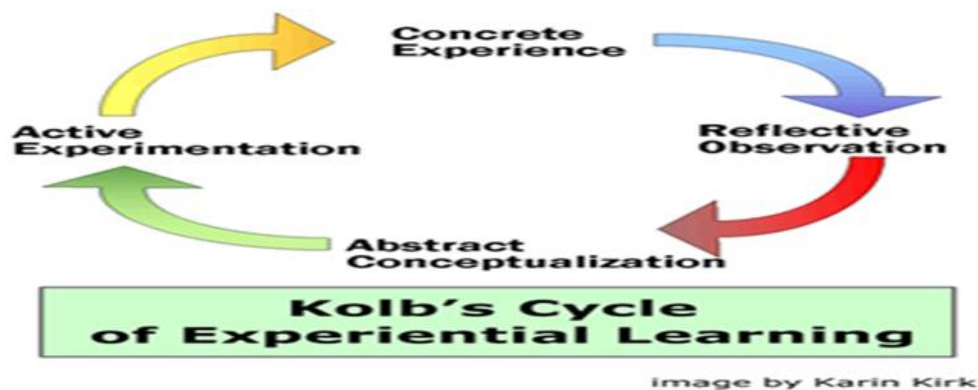 Concrete
Experience
Reflective
Observation
Abstract
Conceptualization
Active
Experimentation
Kolb's Cycle
of Experiential Learning
image by Karin Kirk